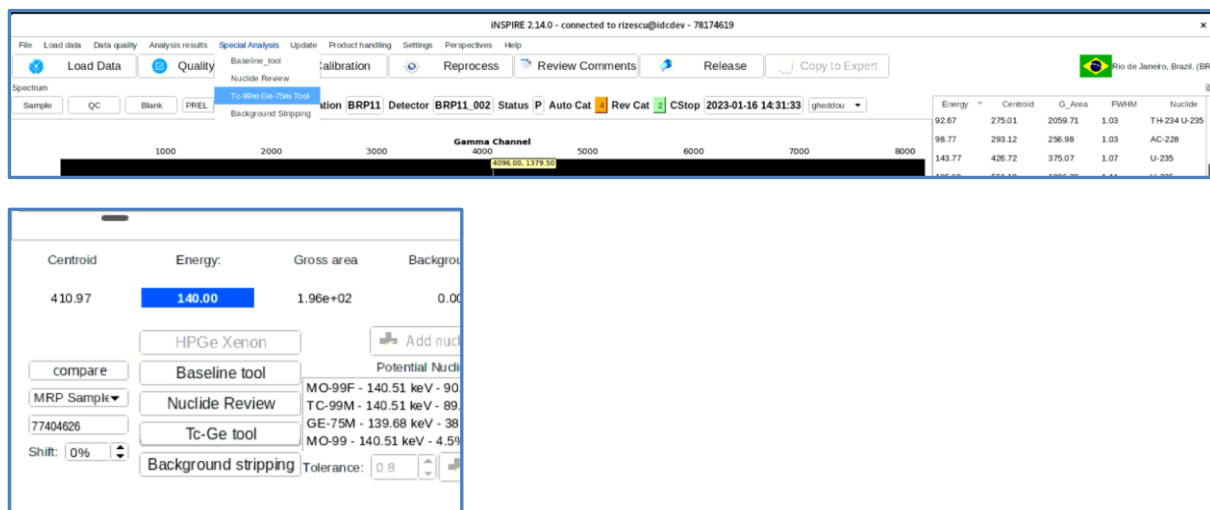 iNSPIRE 2.14.0 - connected to rizescu@idcdev - 78174619 ×
File Load data Data quality Analysis results Special Analysis Update Product handling Settings Perspectives Help
Baseline_tool
Nuclide Review
Tc-99m Ge-75m Tool
Background Stripping
Load Data Quality alibration Reprocess Review Comments Release Copy to Expert Rio de Janeiro, Brazil. (BR
Spectrum
Sample QC Blank PREL tion BRP11 Detector BRP11_002 Status P Auto Cat 4 Rev Cat 2 CStop 2023-01-16 14:31:33 gheddou
Energy Centroid G_Area FWHM Nuclide
92.67 275.01 2059.71 1.03 TH-234 U-235
98.77 293.12 256.98 1.03 AC-228
143.77 426.72 375.07 1.07 U-235
Gamma Channel
1000 2000 3000 4000 5000 6000 7000 8000
4096.00, 1379.50
Centroid Energy: Gross area Backgrou
410.97 140.00 1.96e+02 0.00
HPGe Xenon Add nucl
compare Baseline tool Potential Nucli
MRP Sample Nuclide Review
77404626 Tc-Ge tool
Shift: 0% Background stripping
MO-99F - 140.51 keV - 90.
TC-99M - 140.51 keV - 89.
GE-75M - 139.68 keV - 38
MO-99 - 140.51 keV - 4.5%
Tolerance: 0.8